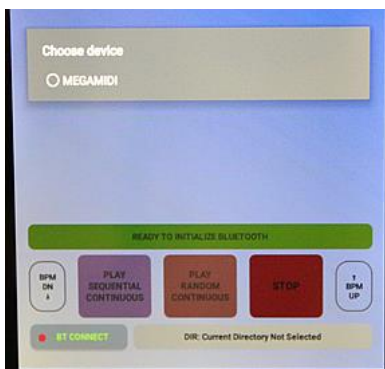 Choose device
MEGAMIDI
READY TO INITIALIZE BLUETOOTH
BPM
DN
↓
PLAY
SEQUENTIAL
CONTINUOUS
PLAY
RANDOM
CONTINUOUS
STOP
↑
BPM
UP
BT CONNECT
DIR: Current Directory Not Selected